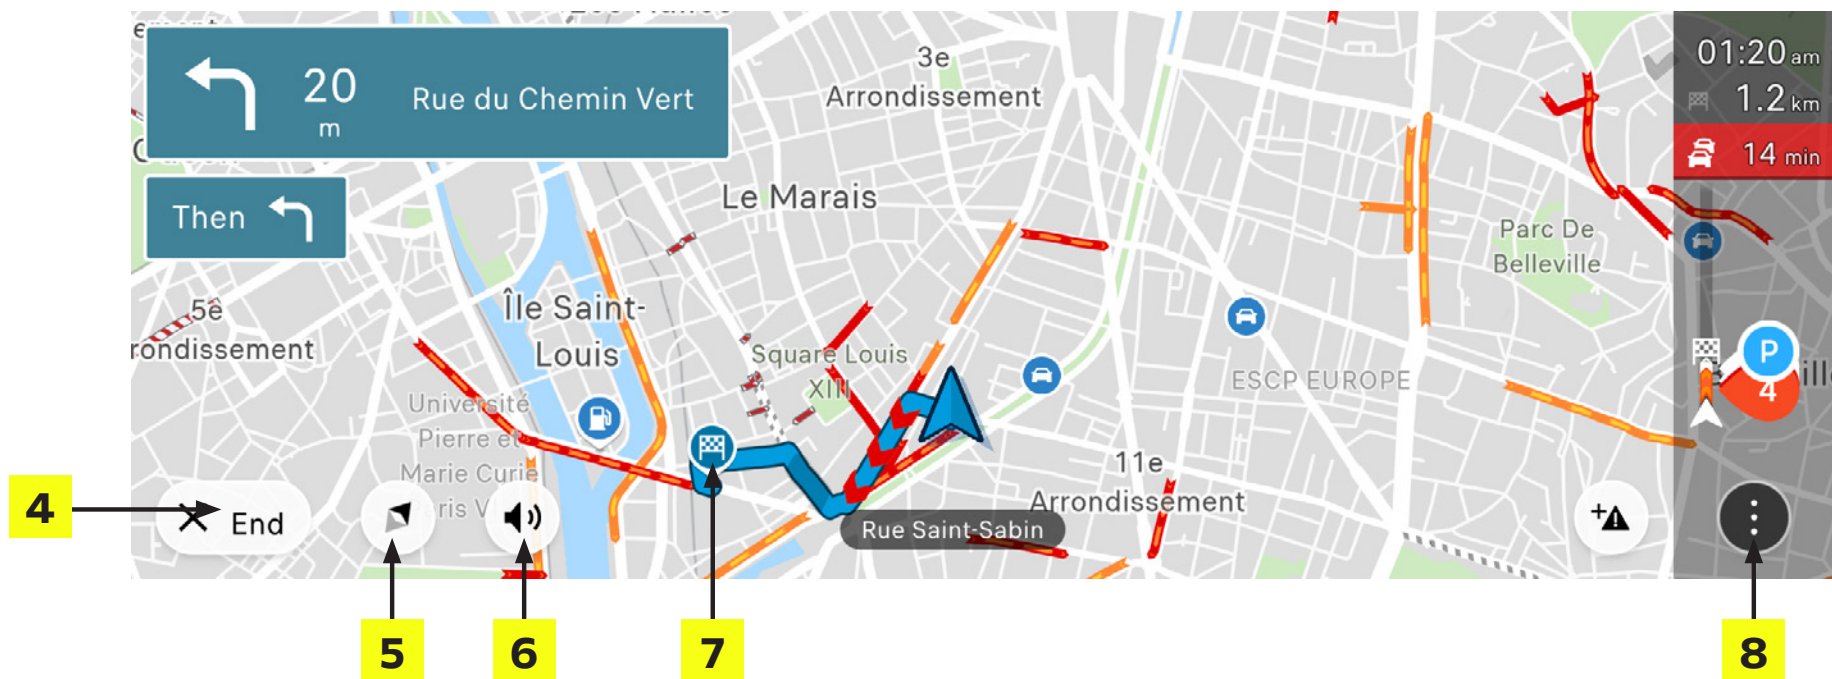 20
m
Rue du Chemin Vert
Then
3e
Arrondissement
01:20 am
1.2 km
14 min
Le Marais
Parc De
Belleville
5e
rondissement
Île Saint-
Louis
Square Louis
XIII
ESCP EUROPE
P
4
Université
Pierre et
Marie Curie
11e
Arrondissement
Rue Saint-Sabin
End
4
5
6
7
8